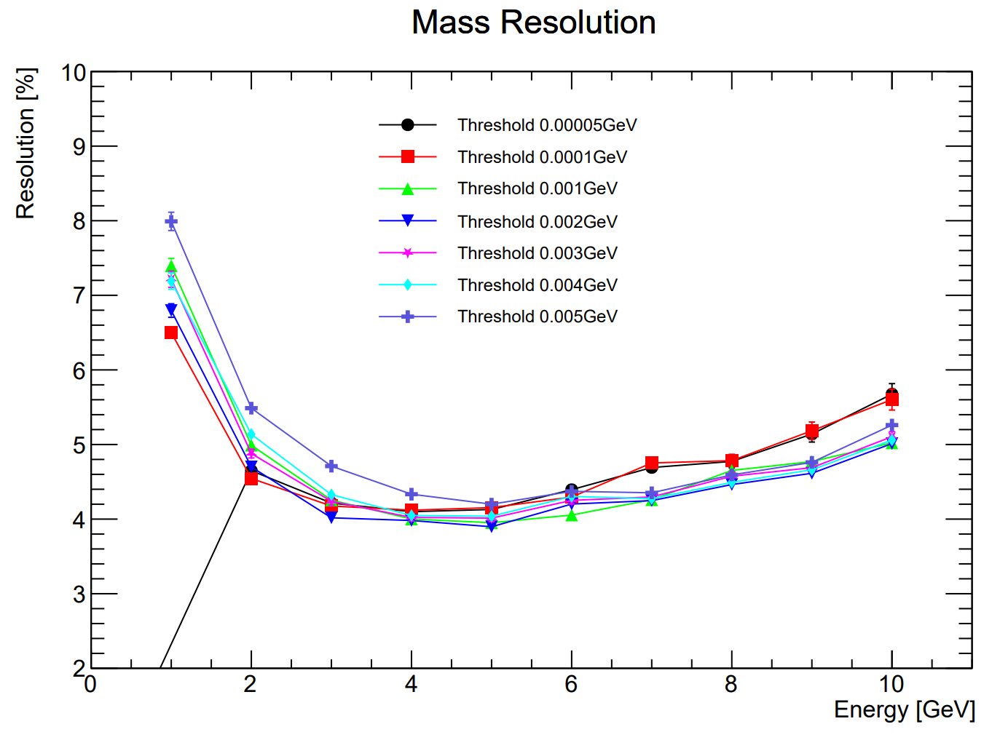 Mass Resolution
Resolution [%]
10
9
8
7
6
5
4
3
2
Threshold 0.00005GeV
Threshold 0.0001GeV
Threshold 0.001GeV
Threshold 0.002GeV
Threshold 0.003GeV
Threshold 0.004GeV
Threshold 0.005GeV
0 2 4 6 8 10
Energy [GeV]